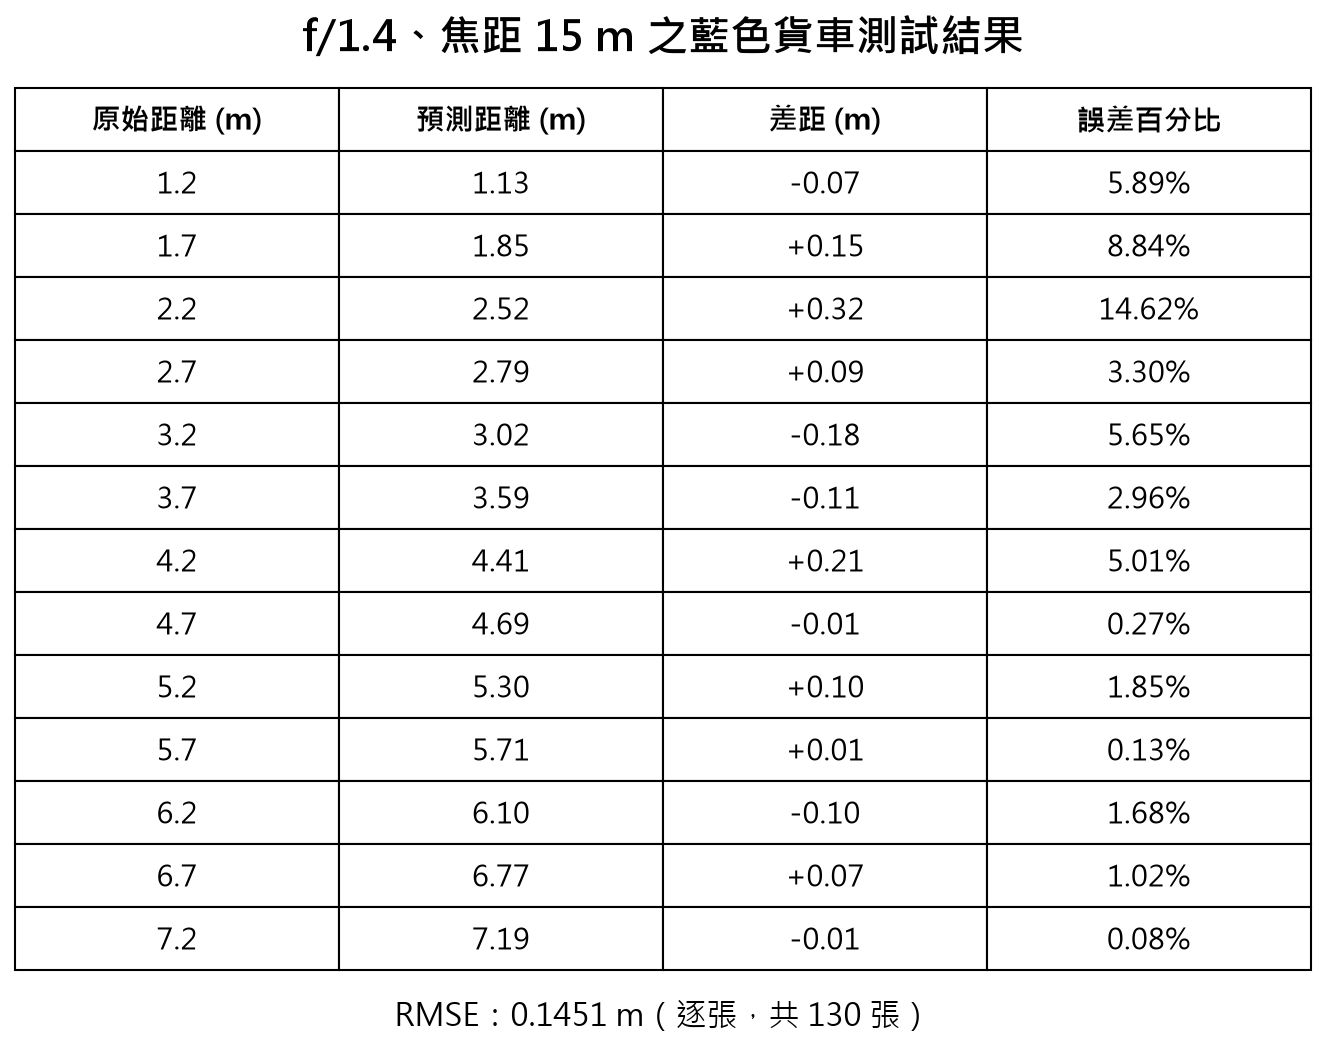 f/1.4、焦距 15 m 之藍色貨車測試結果
原始距離 (m) 預測距離 (m) 差距 (m) 誤差百分比
1.2 1.13 -0.07 5.89%
1.7 1.85 +0.15 8.84%
2.2 2.52 +0.32 14.62%
2.7 2.79 +0.09 3.30%
3.2 3.02 -0.18 5.65%
3.7 3.59 -0.11 2.96%
4.2 4.41 +0.21 5.01%
4.7 4.69 -0.01 0.27%
5.2 5.30 +0.10 1.85%
5.7 5.71 +0.01 0.13%
6.2 6.10 -0.10 1.68%
6.7 6.77 +0.07 1.02%
7.2 7.19 -0.01 0.08%
RMSE：0.1451 m（逐張，共 130 張）